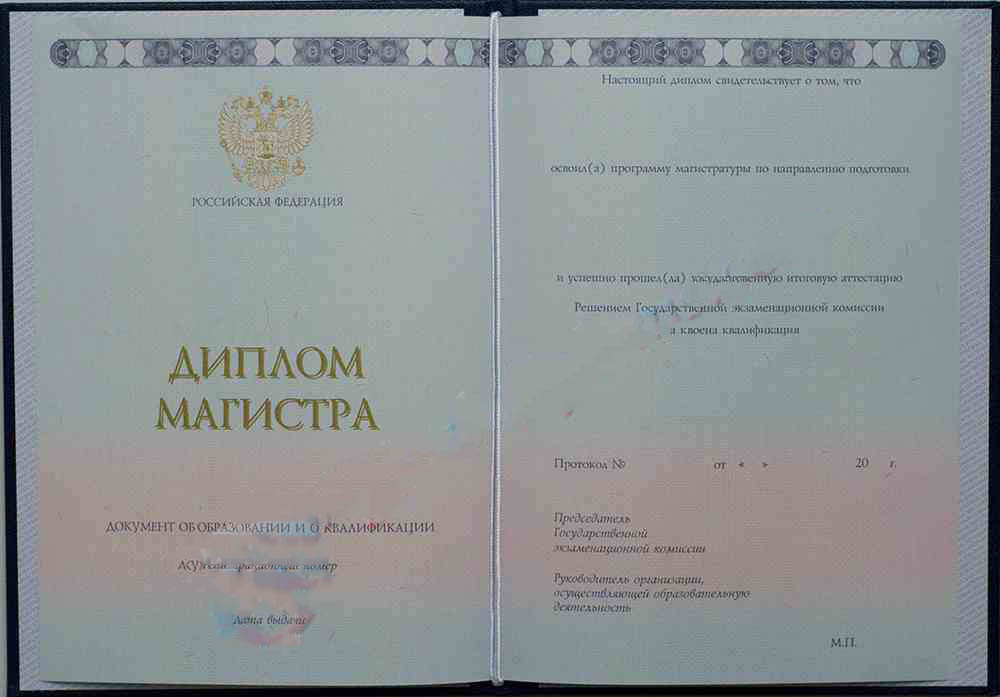 РОССИЙСКАЯ ФЕДЕРАЦИЯ
ДИПЛОМ
МАГИСТРА
ДОКУМЕНТ ОБ ОБРАЗОВАНИИ И О КВАЛИФИКАЦИИ
номер
Дата выдачи
Настоящий диплом свидетельствует о том, что
освоил(а) программу магистратуры по направлению подготовки
и успешно прошел(ла) итоговую аттестацию
Решением Государственной экзаменационной комиссии
квалификация
Протокол № от « » 20 г.
Председатель
Государственной
экзаменационной комиссии
Руководитель организации,
осуществляющей образовательную
деятельность
М.П.